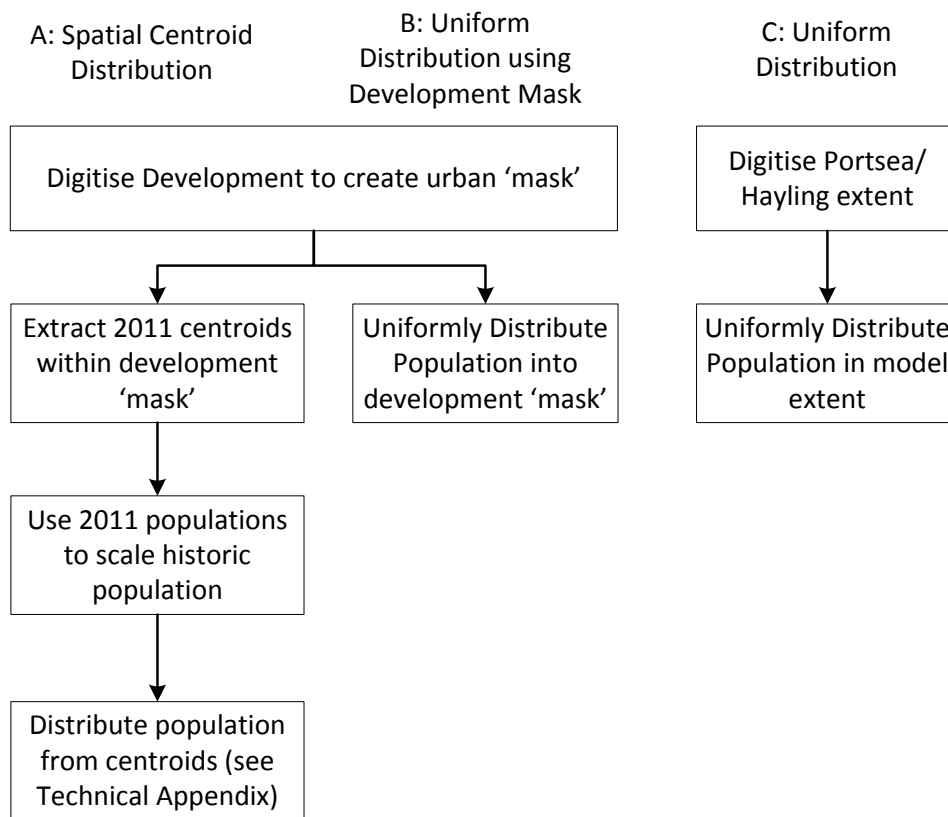 A: Spatial Centroid
Distribution
B: Uniform
Distribution using
Development Mask
C: Uniform
Distribution
Digitise Development to create urban ‘mask’
Digitise Portsea/
Hayling extent
Extract 2011 centroids
within development
‘mask’
Uniformly Distribute
Population into
development ‘mask’
Uniformly Distribute
Population in model
extent
Use 2011 populations
to scale historic
population
Distribute population
from centroids (see
Technical Appendix)